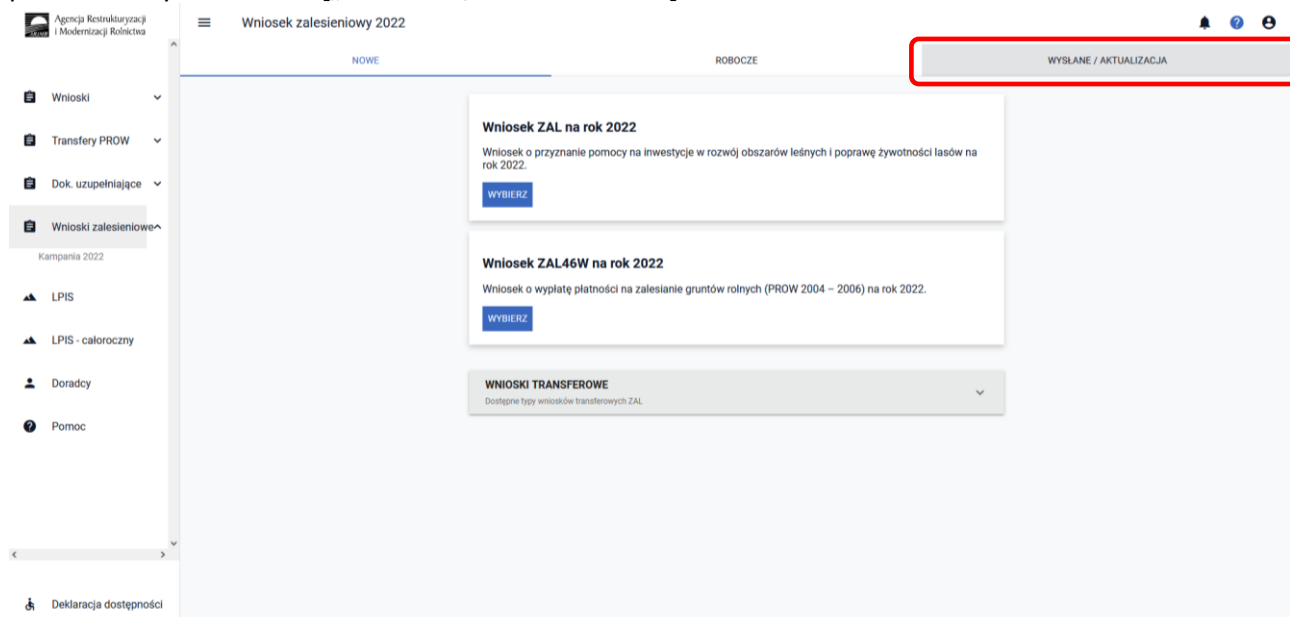 Agencja Restrukturyzacji
i Modernizacji Rolnictwa
Wniosek zalesieniowy 2022
NOWE
ROBOCZE
WYSŁANE / AKTUALIZACJA
Wnioski
Transfery PROW
Dok. uzupełniające
Wnioski zalesieniowe
Kampania 2022
LPIS
LPIS - całoroczny
Doradcy
Pomoc
Deklaracja dostępności
Wniosek ZAL na rok 2022
Wniosek o przyznanie pomocy na inwestycje w rozwój obszarów leśnych i poprawę żywotności lasów na
rok 2022.
WYBIERZ
Wniosek ZAL46W na rok 2022
Wniosek o wypłatę płatności na zalesianie gruntów rolnych (PROW 2004 – 2006) na rok 2022.
WYBIERZ
WNIOSKI TRANSFEROWE
Dostępne typy wniosków transferowych ZAL